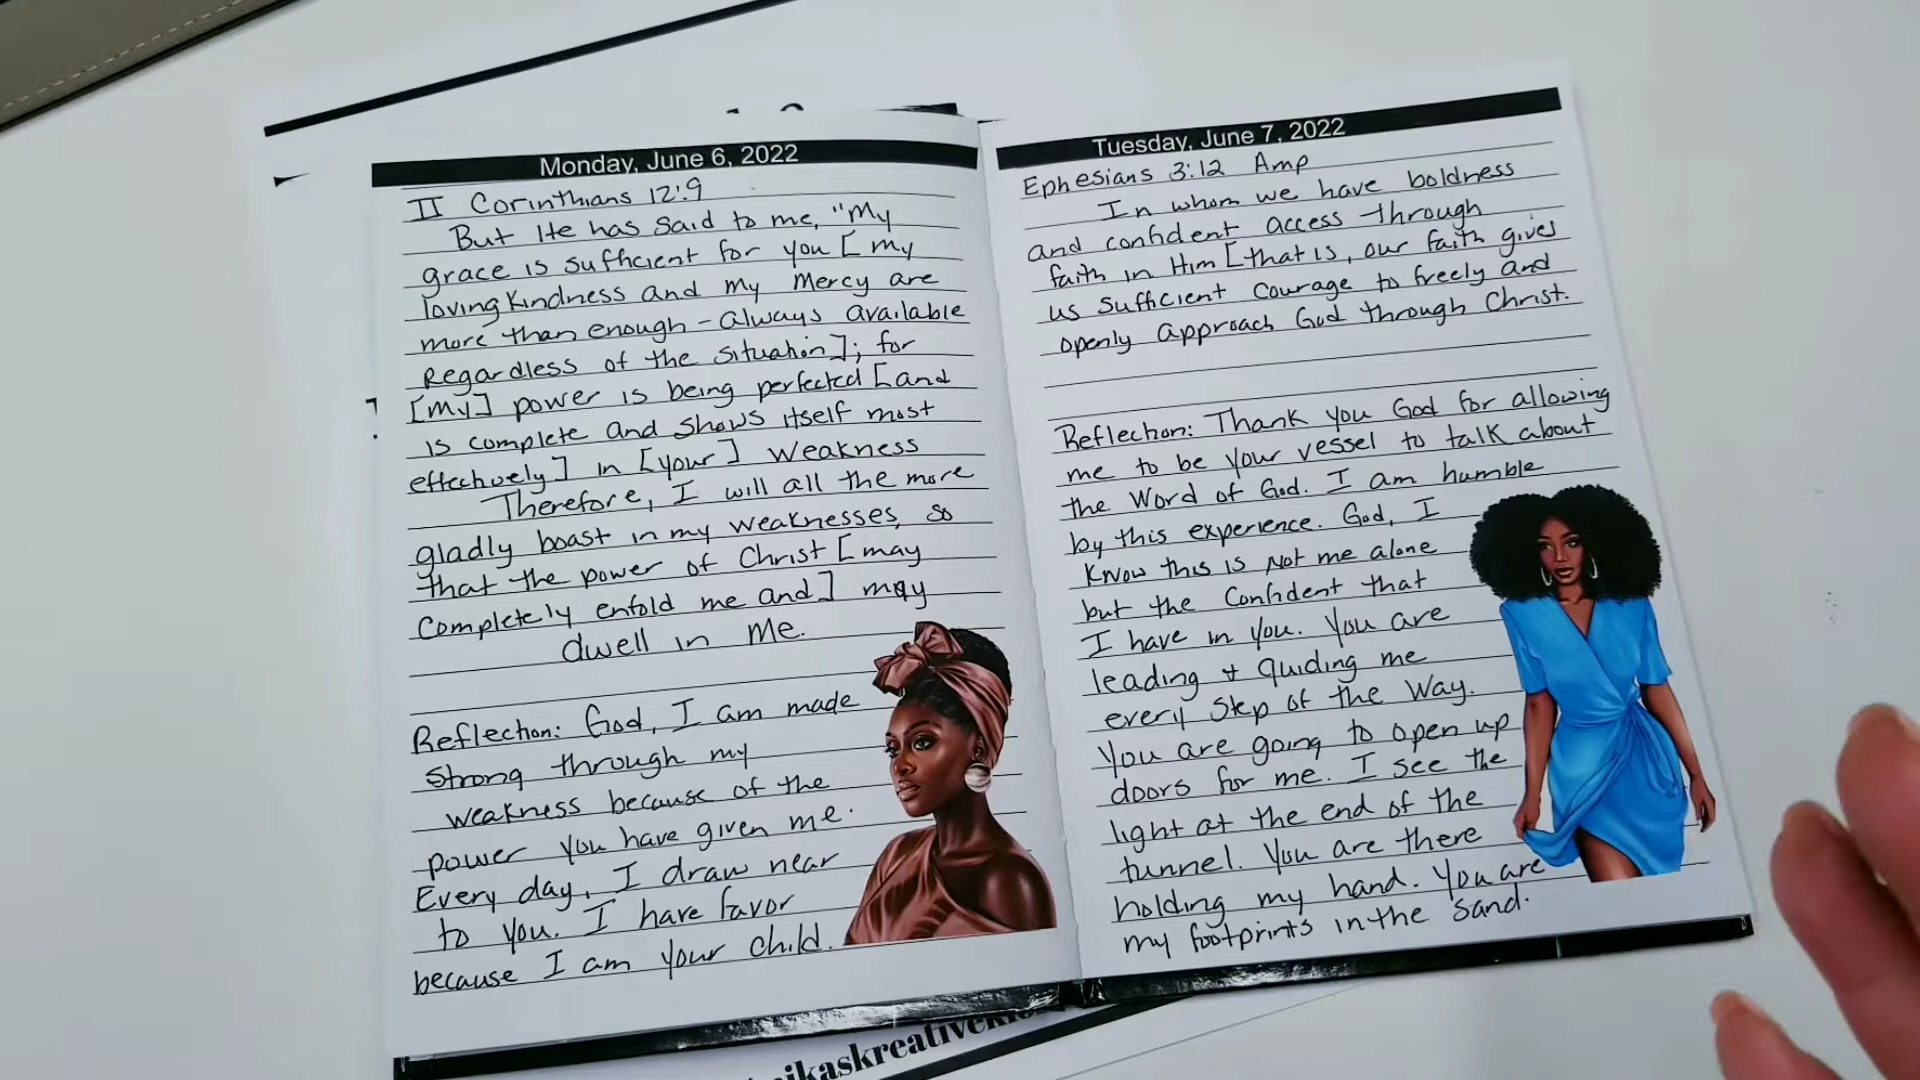 Monday, June 6, 2022
II Corinthians 12:9
But He has said to me, "My
grace is sufficient for you [my
lovingkindness and my mercy are
more than enough - always available
Regardless of the situation]; for
[My] power is being perfected [and
is complete and shows itself most
effectively] in [your] weakness
Therefore, I will all the more
gladly boast in my weaknesses, so
that the power of Christ [may
completely enfold me and] may
dwell in me.
Reflection: God, I am made
strong through my
weakness because of the
power you have given me.
Every day, I draw near
to you. I have favor
because I am your child.
Tuesday, June 7, 2022
Ephesians 3:12 Amp
In whom we have boldness
and confident access through
faith in Him [that is, our faith gives
us sufficient courage to freely and
openly approach God through Christ.
Reflection: Thank you God for allowing
me to be your vessel to talk about
the Word of God. I am humble
by this experience. God, I
know this is not me alone
but the confident that
I have in you. You are
leading + quiding me
every step of the way.
You are going to open up
doors for me. I see the
light at the end of the
tunnel. You are there
holding my hand. You are
my footprints in the sand.